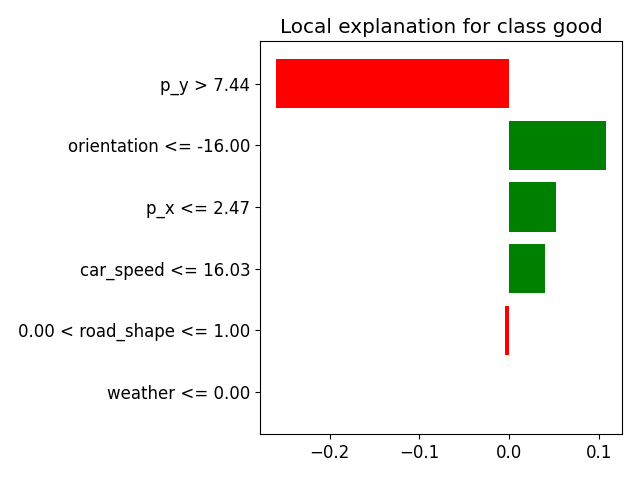 Local explanation for class good
p_y > 7.44
orientation <= -16.00
p_x <= 2.47
car_speed <= 16.03
0.00 < road_shape <= 1.00
weather <= 0.00
−0.2 −0.1 0.0 0.1